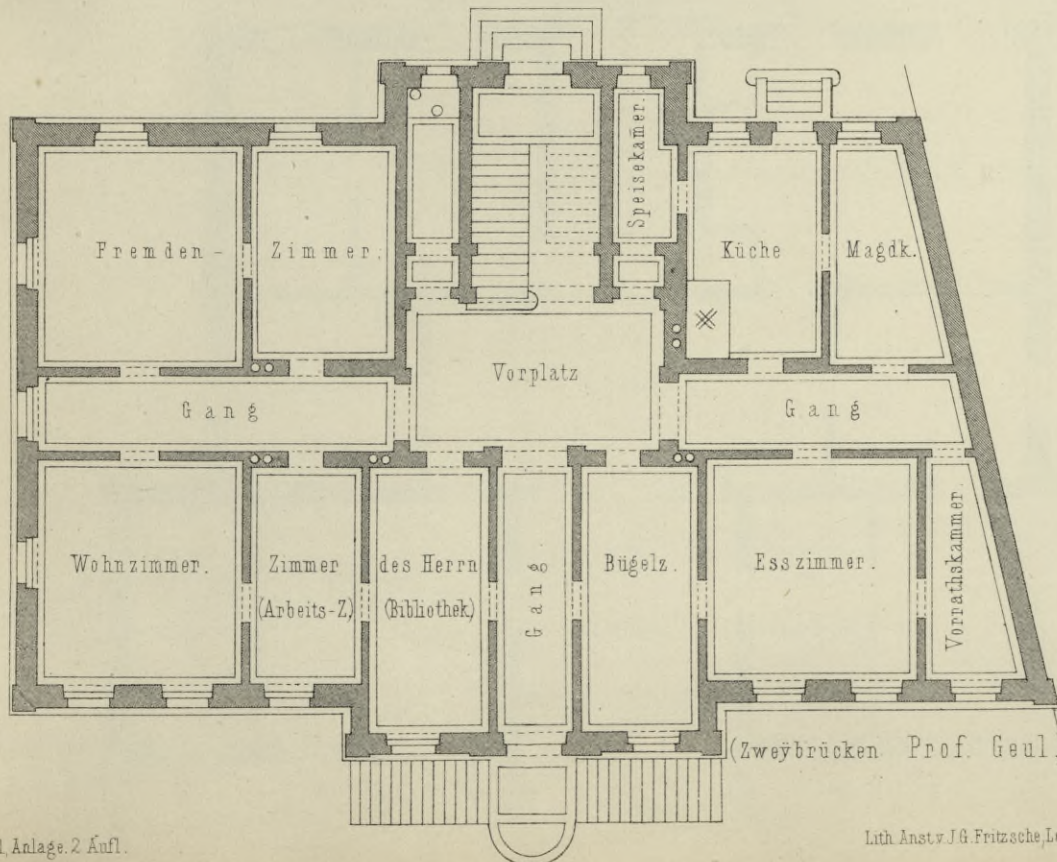 Speisekamer.
Fremden - Zimmer.
Küche
Magdk.
Vorplatz
Gang
Gang
Wohnzimmer.
Zimmer des Herrn
(Arbeits-Z.) (Bibliothek)
Gang.
Bügelz.
Esszimmer.
Vorrathskammer.
(Zweÿbrücken Prof. Geul.
Anlage. 2 Aufl.
Lith. Anst. v. J. G. Fritzsche,